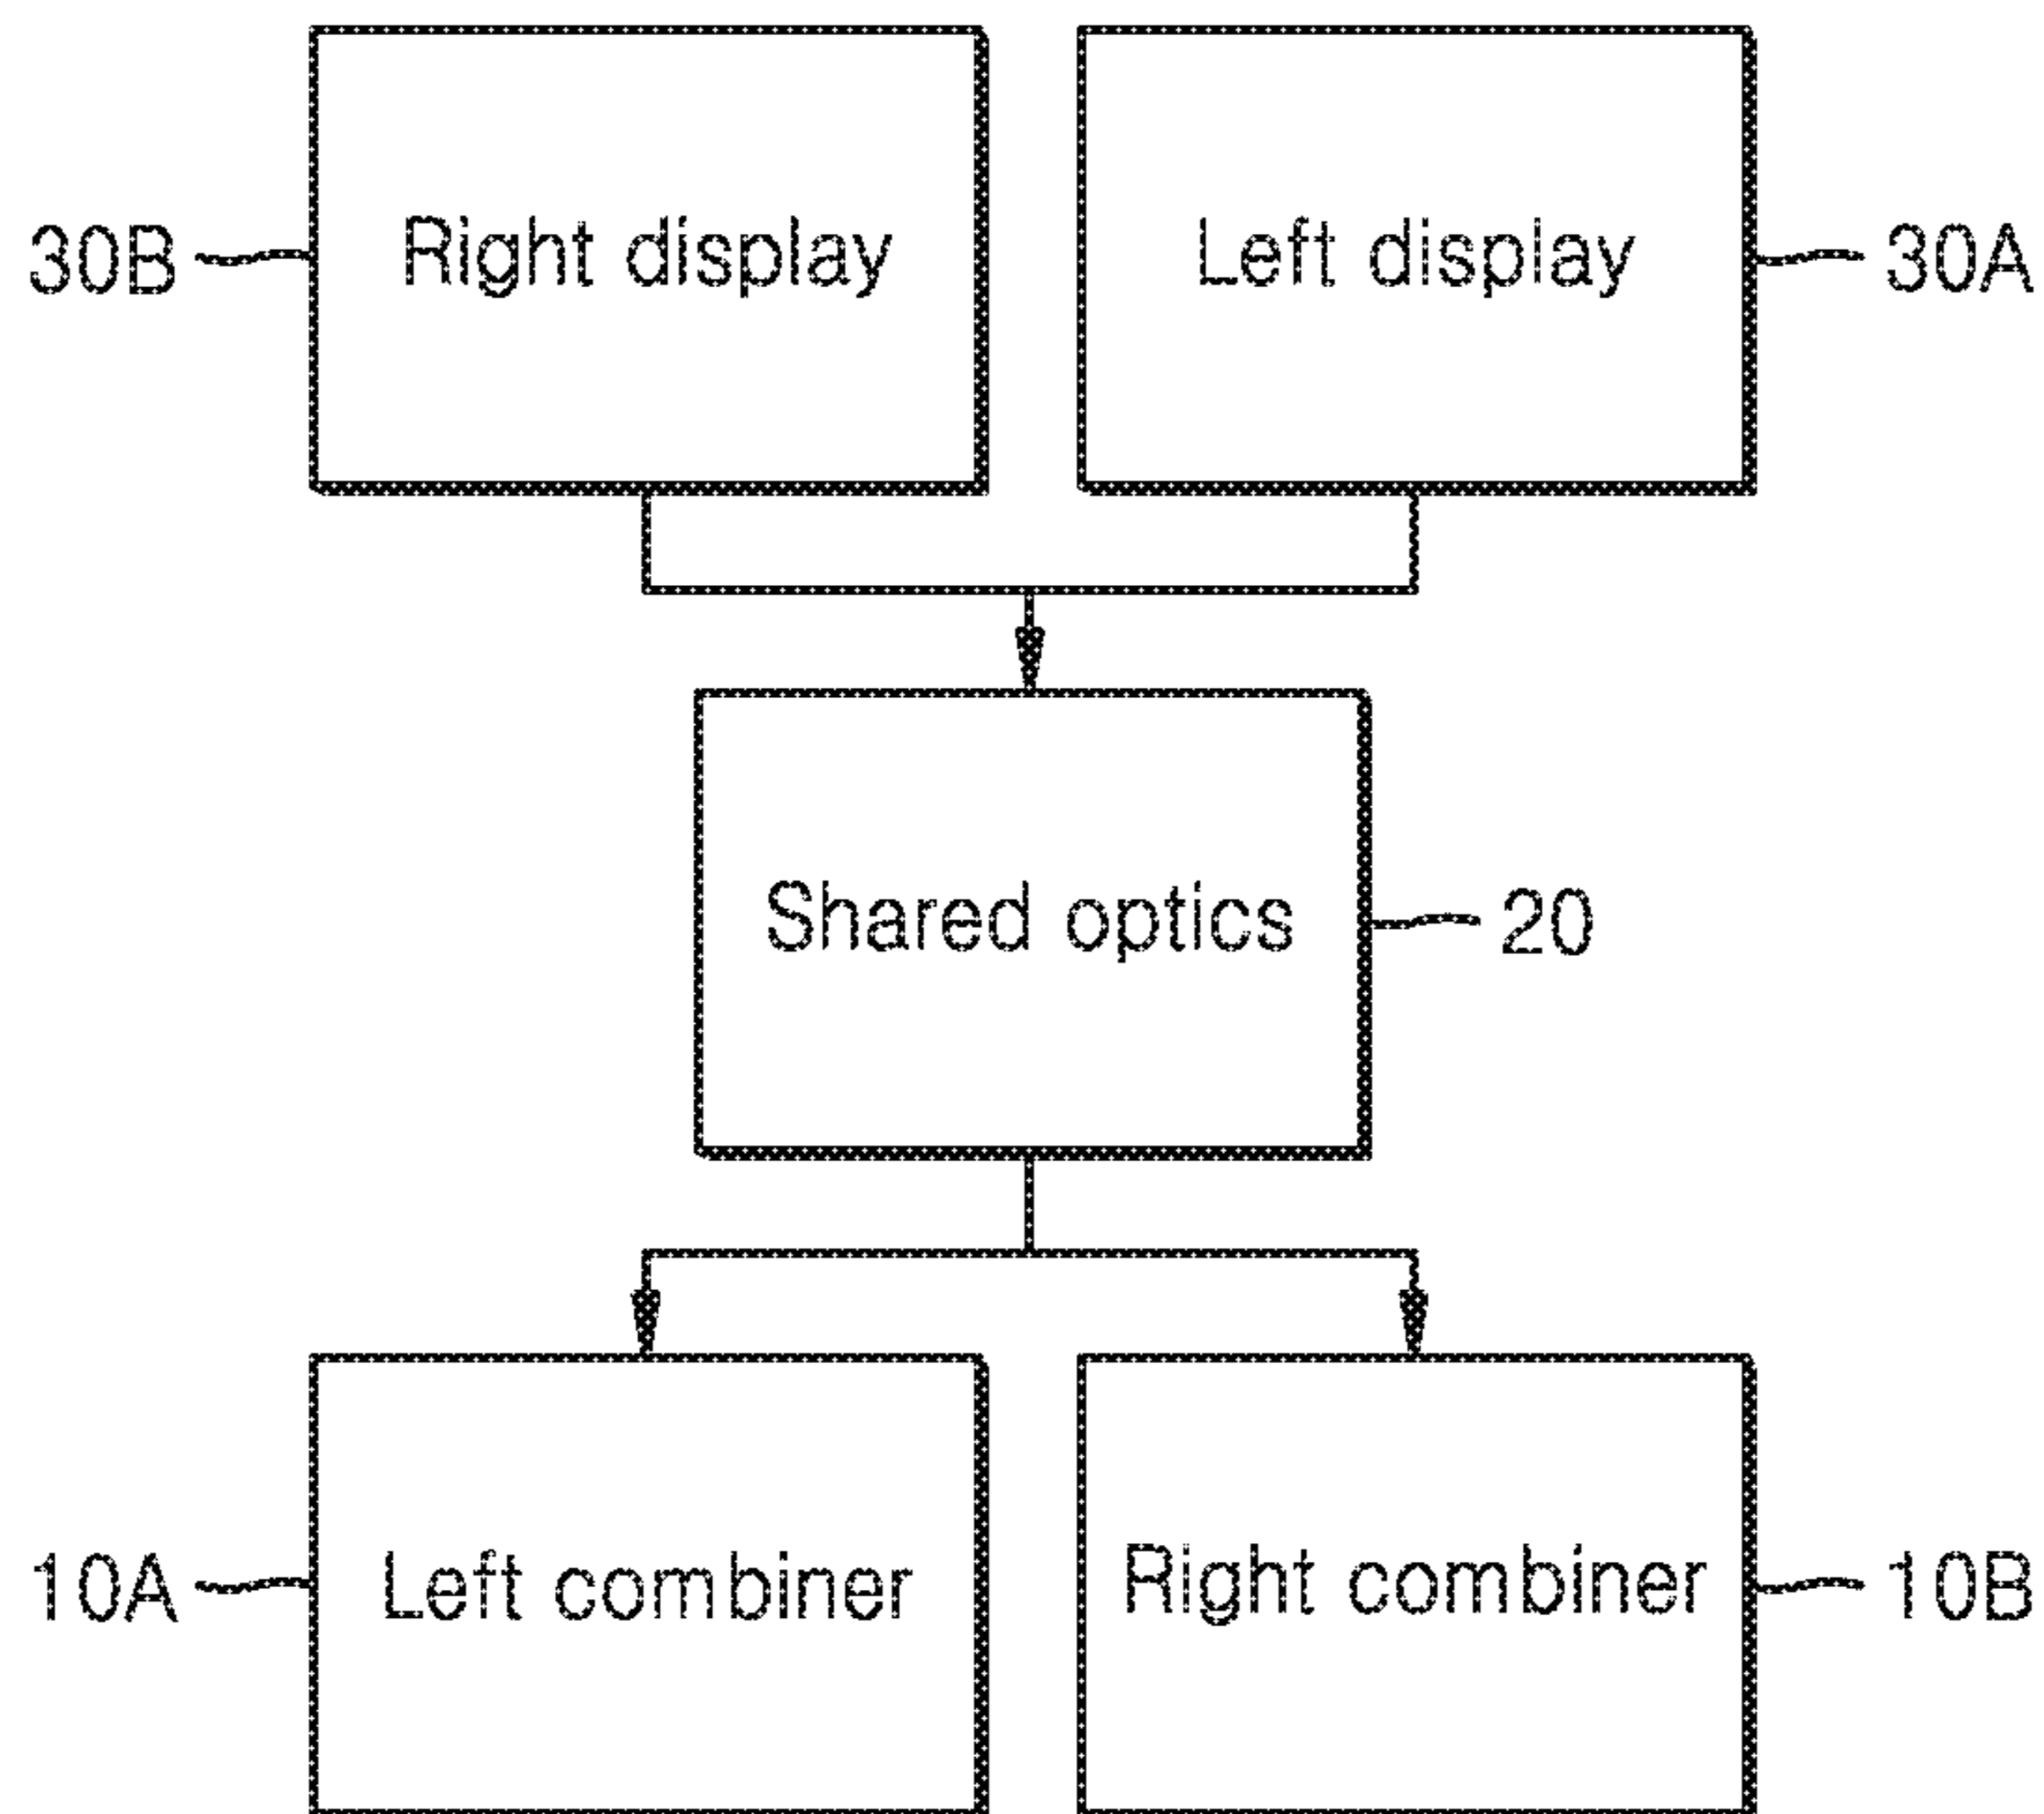 30B Right display Left display 30A
Shared optics 20
10A Left combiner Right combiner 10B